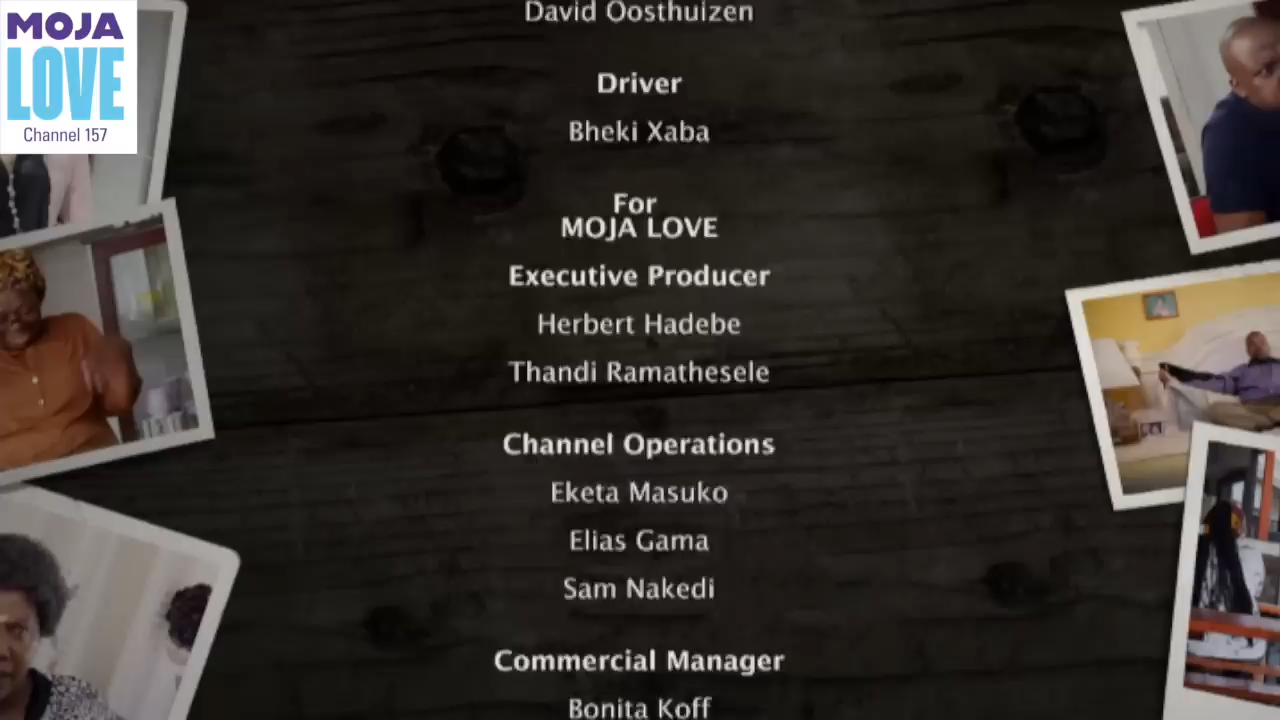 MOJA
LOVE
Channel 157
David Oosthuizen
Driver
Bheki Xaba
For
MOJA LOVE
Executive Producer
Herbert Hadebe
Thandi Ramathesele
Channel Operations
Eketa Masuko
Elias Gama
Sam Nakedi
Commercial Manager
Bonita Koff